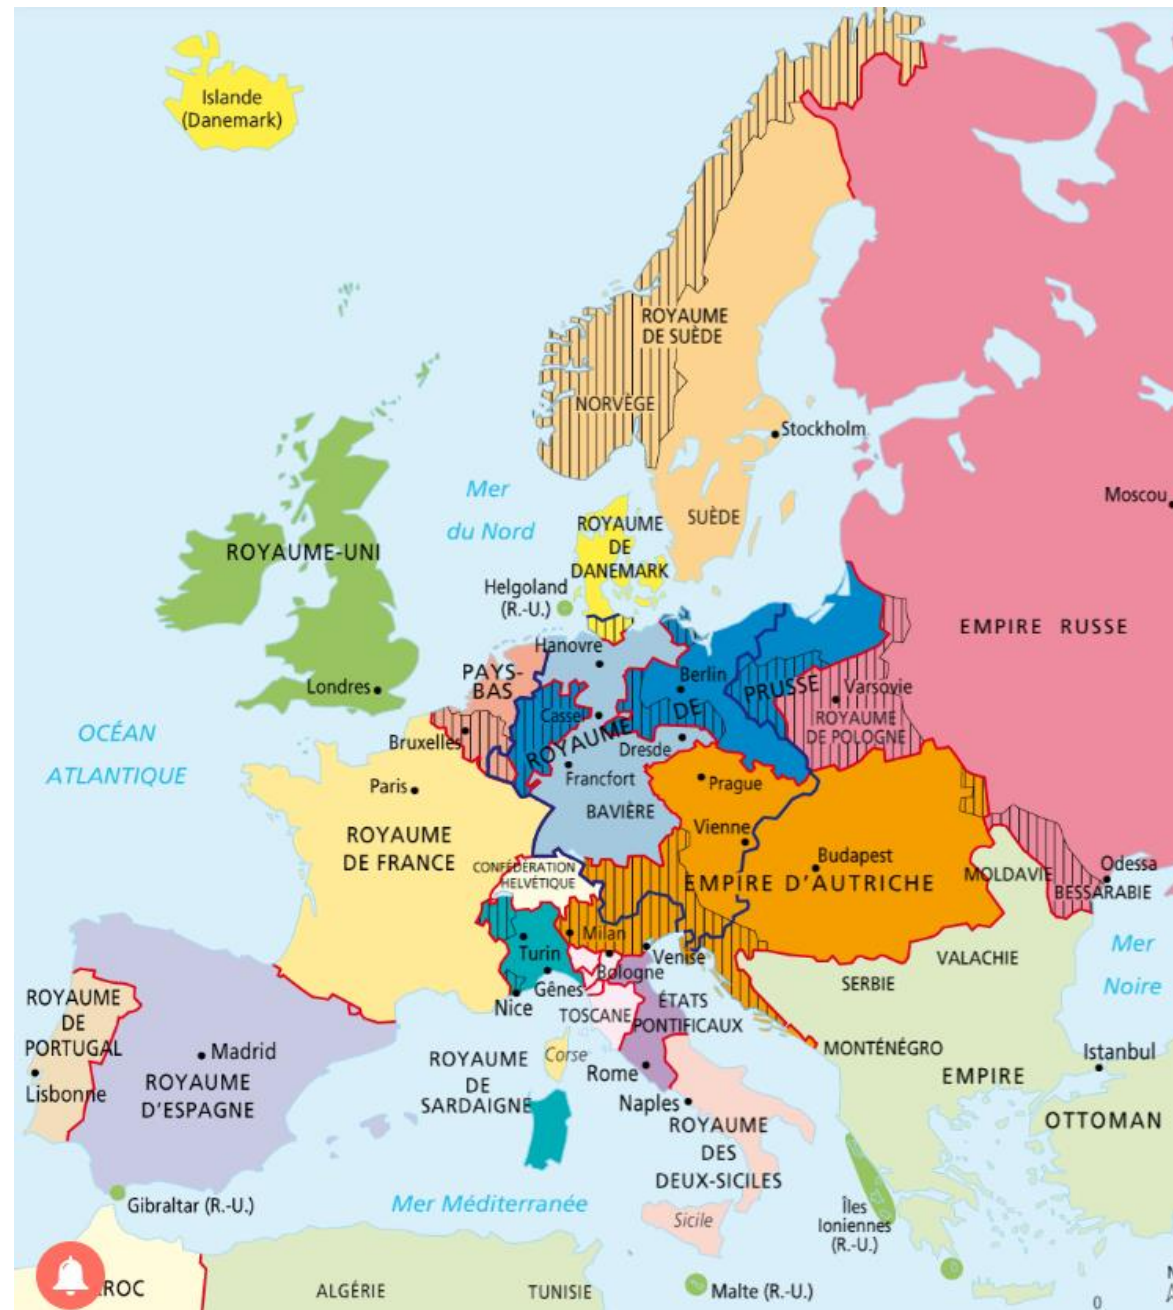 Islande
(Danemark)
ROYAUME
DE SUÈDE
NORVÈGE
Stockholm
Moscou
Mer
du Nord
SUÈDE
ROYAUME
DE
DANEMARK
ROYAUME-UNI
Helgoland
(R.-U.)
EMPIRE RUSSE
Hanovre
PAYS-
BAS
Londres
Berlin
PRUSSE
Varsovie
ROYAUME
DE POLOGNE
Cassel
DE
ROYAUME
Bruxelles
Dresde
OCÉAN
ATLANTIQUE
Francfort
Paris
Prague
BAVIÈRE
ROYAUME
DE FRANCE
Vienne
Budapest
CONFÉDÉRATION
HELVÉTIQUE
EMPIRE D'AUTRICHE
MOLDAVIE
Odessa
BESSARABIE
Milan
Turin
Venise
Bologne
VALACHIE
Mer
Noire
SERBIE
Gênes
Nice
TOSCANE
ÉTATS
PONTIFICAUX
ROYAUME
DE
PORTUGAL
Lisbonne
Madrid
ROYAUME
D'ESPAGNE
ROYAUME
DE
SARDAIGNE
Corse
Rome
MONTÉNÉGRO
Istanbul
EMPIRE
OTTOMAN
Naples
ROYAUME
DES
DEUX-SICILES
Gibraltar (R.-U.)
Mer Méditerranée
Sicile
Îles
Ioniennes
(R.-U.)
ROC
ALGÉRIE
TUNISIE
Malte (R.-U.)
0